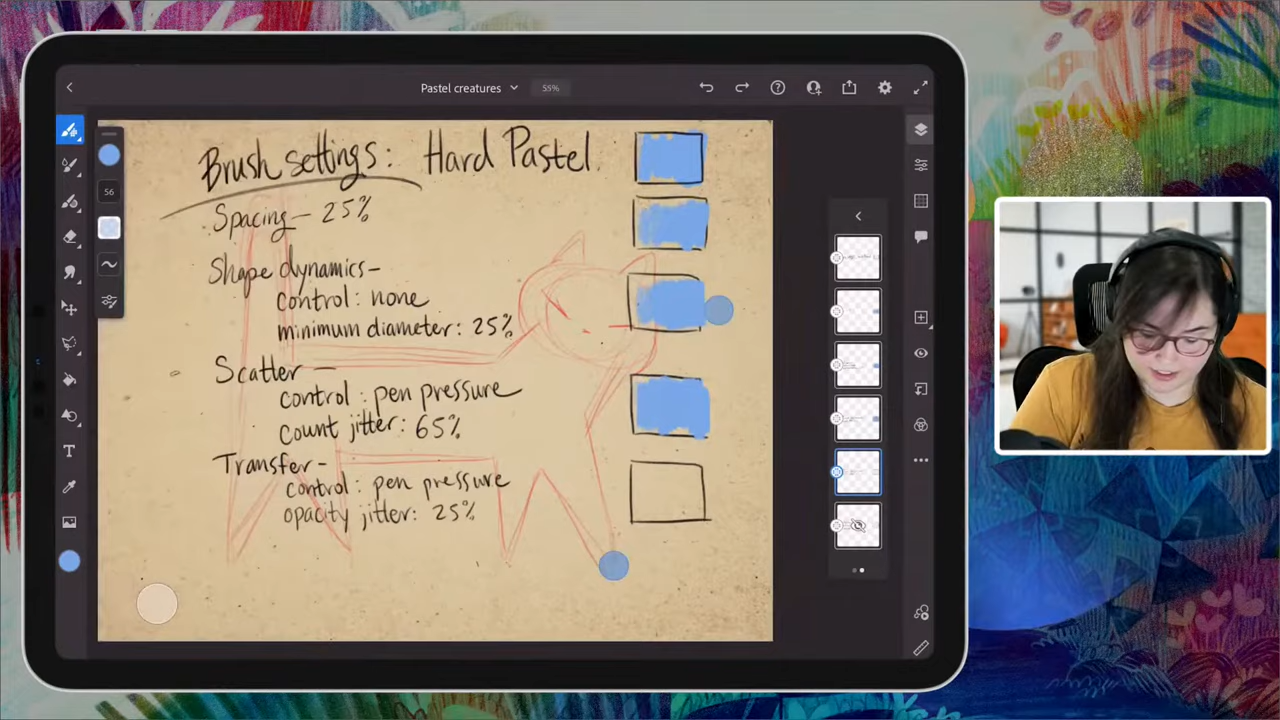 Pastel creatures
55%
56
Brush settings: Hard Pastel.
Spacing – 25%
Shape dynamics –
control: none
minimum diameter: 25%
Scatter —
control: pen pressure
count jitter: 65%
Transfer –
control: pen pressure
opacity jitter: 25%
T